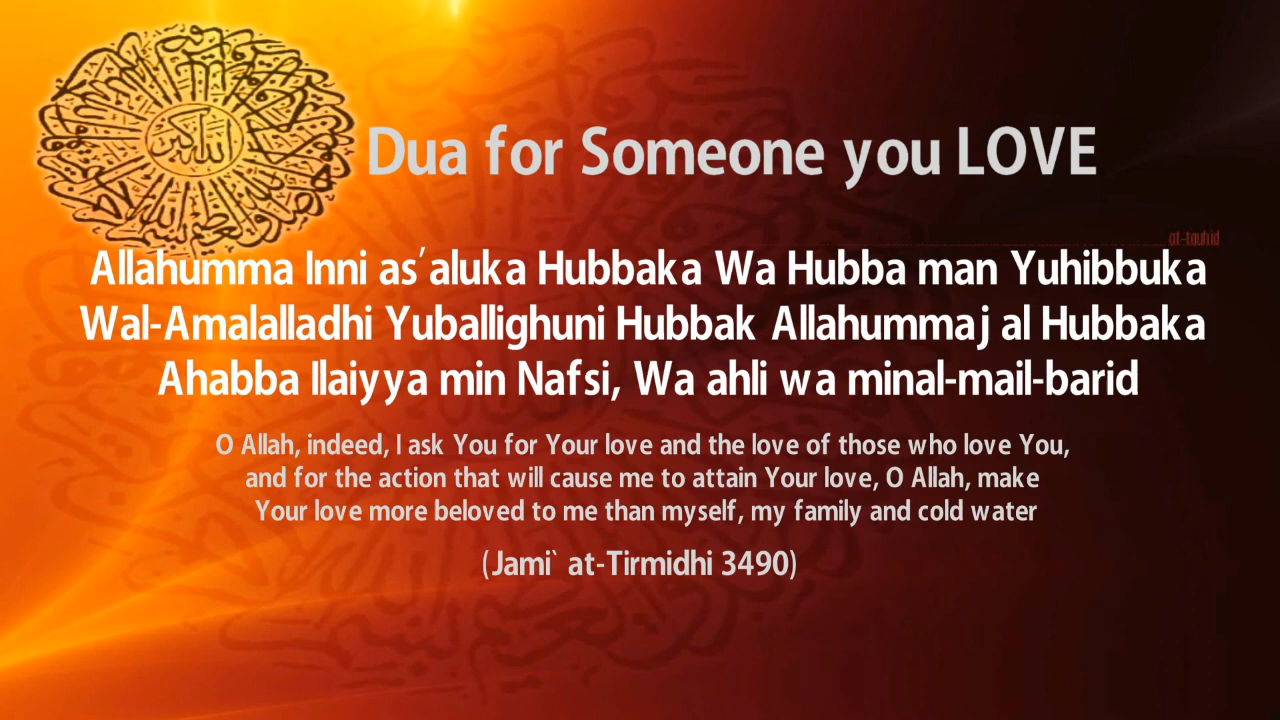 Dua for Someone you LOVE
at-tauhid
Allahumma Inni as'aluka Hubbaka Wa Hubba man Yuhibbuka
Wal-Amalalladhi Yuballighuni Hubbak Allahummaj al Hubbaka
Ahabba Ilaiyya min Nafsi, Wa ahli wa minal-mail-barid
O Allah, indeed, I ask You for Your love and the love of those who love You,
and for the action that will cause me to attain Your love, O Allah, make
Your love more beloved to me than myself, my family and cold water
(Jami` at-Tirmidhi 3490)